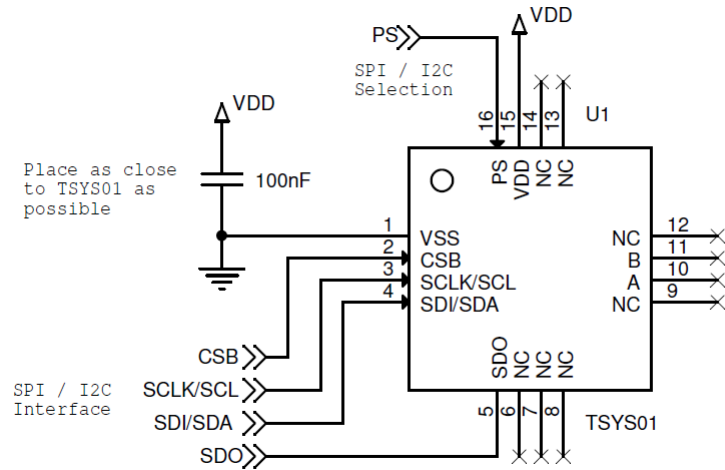 PS
VDD
SPI / I2C
Selection
VDD
16
15
14
13
U1
Place as close
to TSYS01 as
possible
100nF
PS
VDD
NC
NC
1
VSS
NC
12
2
CSB
B
11
3
SCLK/SCL
A
10
4
SDI/SDA
NC
9
SDO
NC
NC
NC
CSB
SPI / I2C
Interface
SCLK/SCL
SDI/SDA
SDO
5
6
7
8
TSYS01